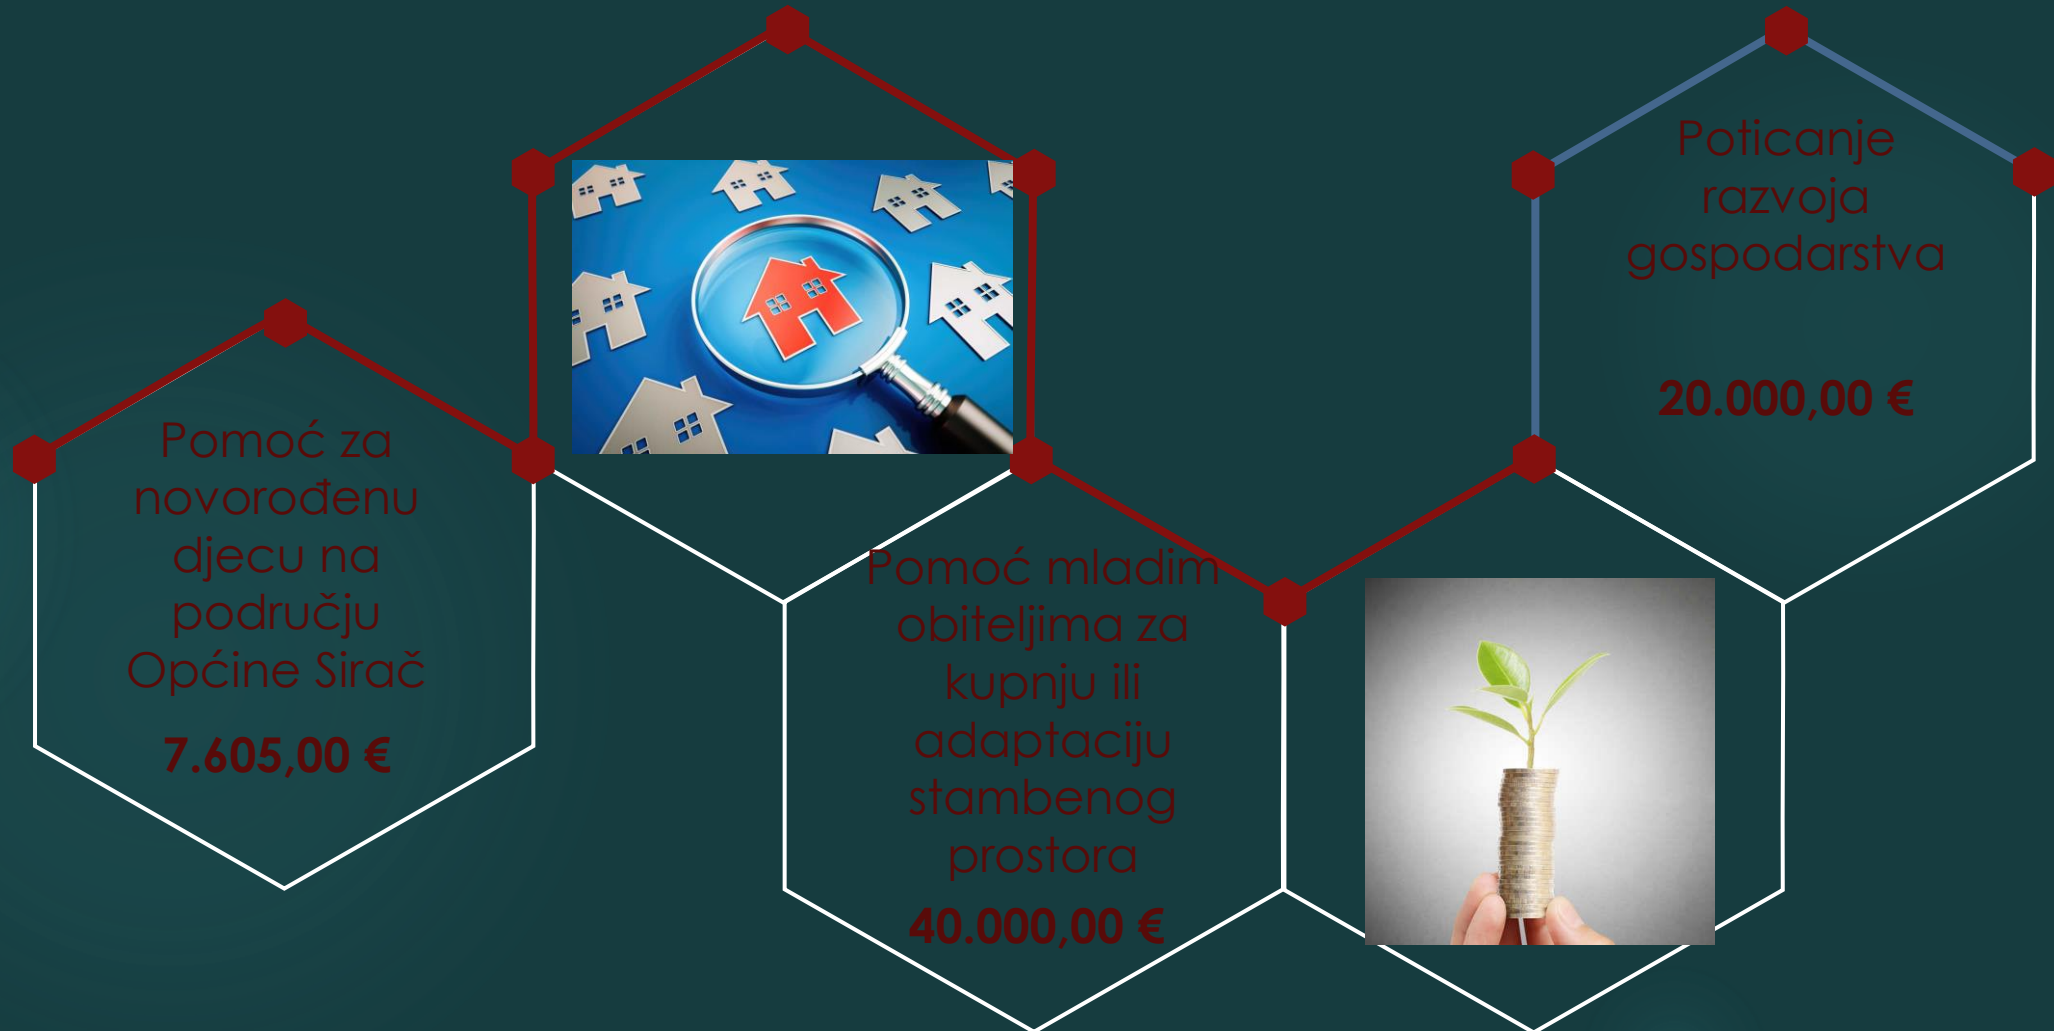 Pomoć za
novorođenu
djecu na
području
Općine Sirač
7.605,00 €
Pomoć mladim
obiteljima za
kupnju ili
adaptaciju
stambenog
prostora
40.000,00 €
Poticanje
razvoja
gospodarstva
20.000,00 €